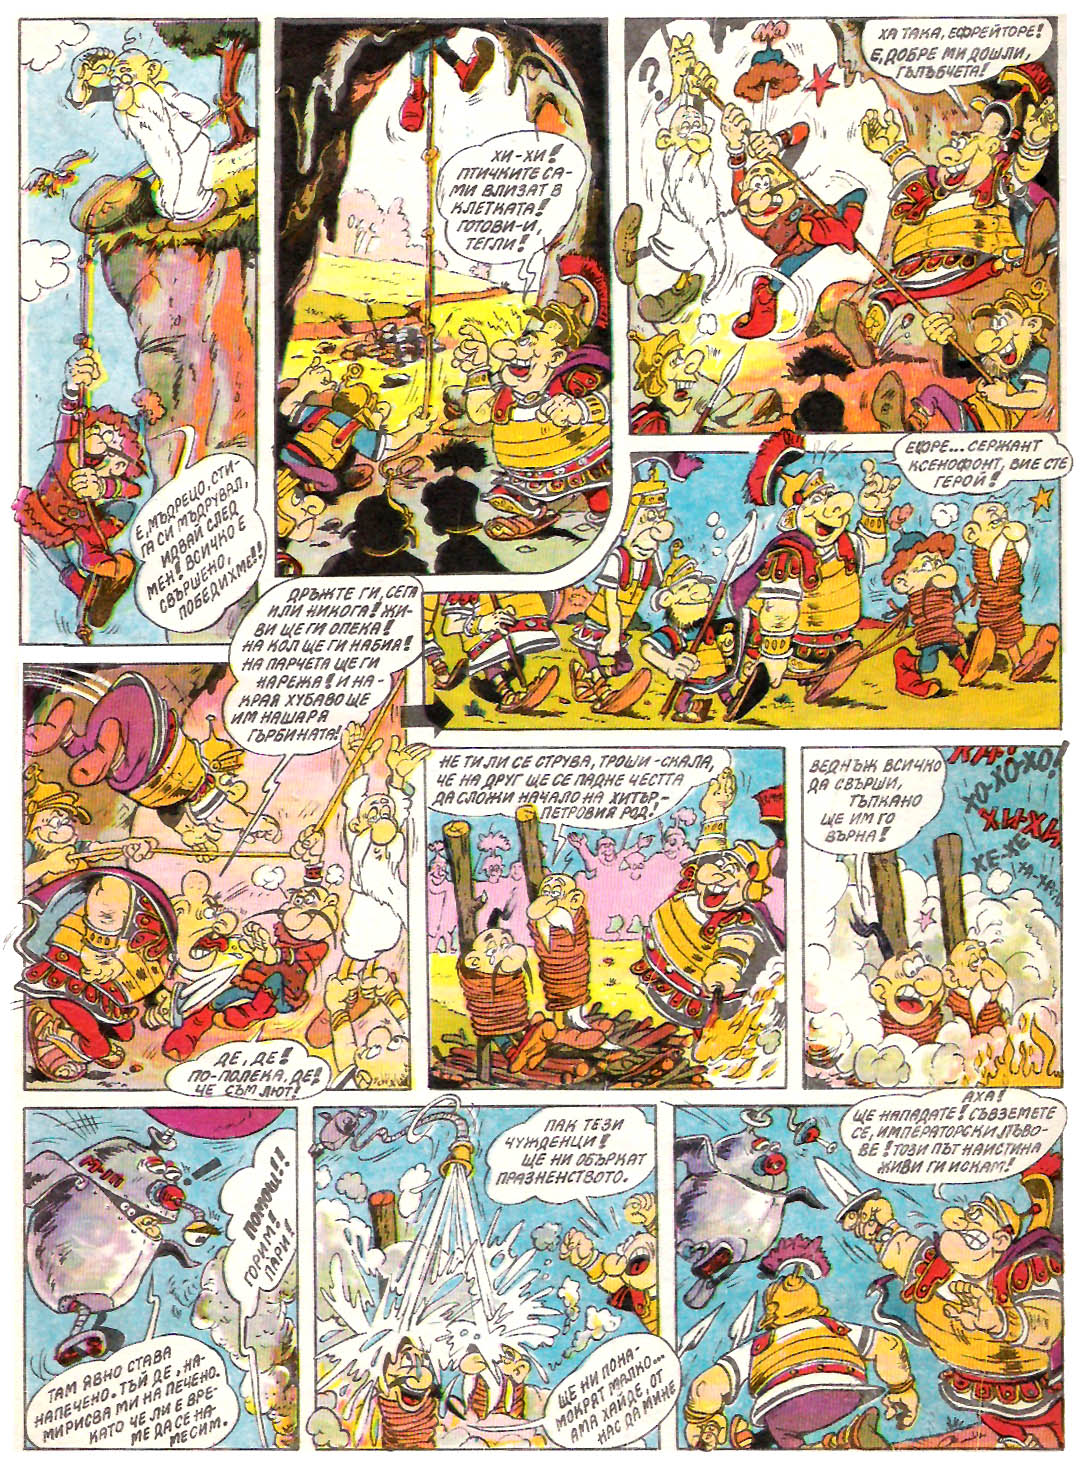 Е, МЪДРЕЦО, СТИ-
ГА СИ МЪДРУВАЛ,
ИДВАЙ СЛЕД
МЕН! ВСИЧКО Е
СВЪРШЕНО,
ПОБЕДИХМЕ!!
ХИ-ХИ!
ПТИЧКИТЕ СА-
МИ ВЛИЗАТ В
КЛЕТКАТА!
ГОТОВИ-И,
ТЕГЛИ!
?
ХА ТАКА, ЕФРЕЙТОРЕ!
Е, ДОБРЕ МИ ДОШЛИ,
ГЪЛЪБЧЕТА!
ЕФРЕ... СЕРЖАНТ
КСЕНОФОНТ, ВИЕ СТЕ
ГЕРОЙ!
ДРЪЖТЕ ГИ, СЕГА
ИЛИ НИКОГА! ЖИ-
ВИ ЩЕ ГИ ОПЕКА!
НА КОЛ ЩЕ ГИ НАБИЯ!
НА ПАРЧЕТА ЩЕ ГИ
НАРЕЖА! И НА-
КРАЯ ХУБАВО ЩЕ
ИМ НАШАРЯ
ГЪРБИНАТА!
ДЕ, ДЕ!
ПО-ПОЛЕКА, ДЕ!
ЧЕ СЪМ ЛЮТ!
НЕ ТИ ЛИ СЕ СТРУВА, ТРОШИ-СКАЛА,
ЧЕ НА ДРУГ ЩЕ СЕ ПАДНЕ ЧЕСТТА
ДА СЛОЖИ НАЧАЛО НА ХИТЪР-
ПЕТРОВИЯ РОД!
ВЕДНЪЖ ВСИЧКО
ДА СВЪРШИ,
ТЪПКАНО
ЩЕ ИМ ГО
ВЪРНА!
ХО-ХО-ХО!
ХИ-ХИ
ХЕ-ХЕ
ХА-ХА-
М-1М
!
ПОМОЩ!!
ГОРИМ!
ПАРИ!
ТАМ ЯВНО СТАВА
НАПЕЧЕНО. ТЪЙ ДЕ, НА-
МИРИСВА МИ НА ПЕЧЕНО.
КАТО ЧЕ ЛИ Е ВРЕ-
МЕ ДА СЕ НА-
МЕСИМ.
ПАК ТЕЗИ
ЧУЖДЕНЦИ!
ЩЕ НИ ОБЪРКАТ
ПРАЗНЕНСТВОТО.
ЩЕ НИ ПОНА-
МОКРЯТ МАЛКО...
АМА ХАЙДЕ, ОТ
НАС ДА МИНЕ
АХА!
ЩЕ НАПАДАТЕ! СЪВЗЕМЕТЕ
СЕ, ИМПЕРАТОРСКИ ЛЪВО-
ВЕ! ТОЗИ ПЪТ НАИСТИНА
ЖИВИ ГИ ИСКАМ!